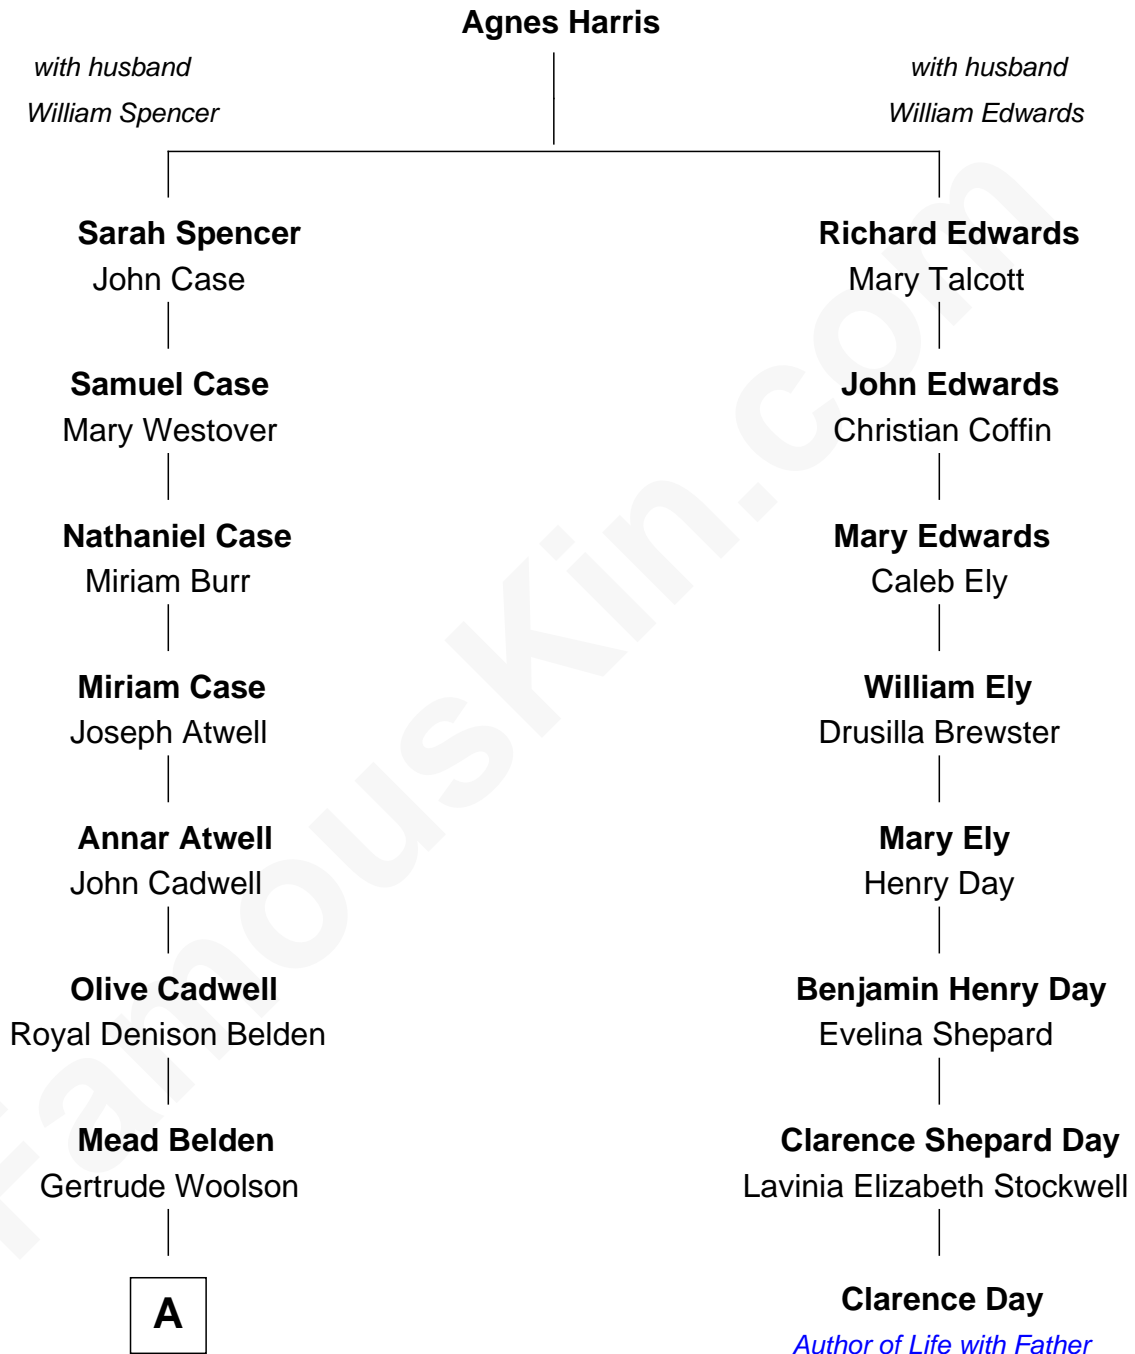 Agnes Harris
with husband
William Spencer
with husband
William Edwards
Sarah Spencer
John Case
Richard Edwards
Mary Talcott
Samuel Case
Mary Westover
John Edwards
Christian Coffin
Nathaniel Case
Miriam Burr
Mary Edwards
Caleb Ely
Miriam Case
Joseph Atwell
William Ely
Drusilla Brewster
Annar Atwell
John Cadwell
Mary Ely
Henry Day
Olive Cadwell
Royal Denison Belden
Benjamin Henry Day
Evelina Shepard
Mead Belden
Gertrude Woolson
Clarence Shepard Day
Lavinia Elizabeth Stockwell
A
Clarence Day
Author of Life with Father
FamousKin.com